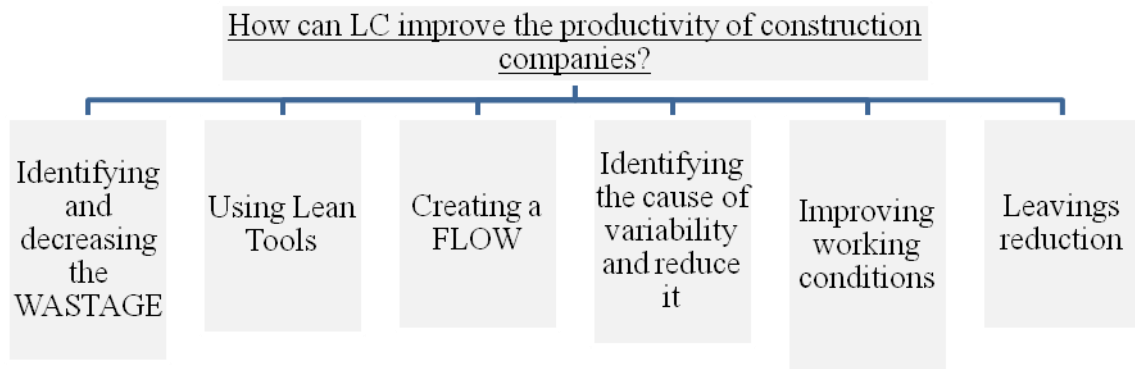 How can LC improve the productivity of construction
companies?
Identifying
and
decreasing
the
WASTAGE
Using Lean
Tools
Creating a
FLOW
Identifying
the cause of
variability
and reduce
it
Improving
working
conditions
Leavings
reduction